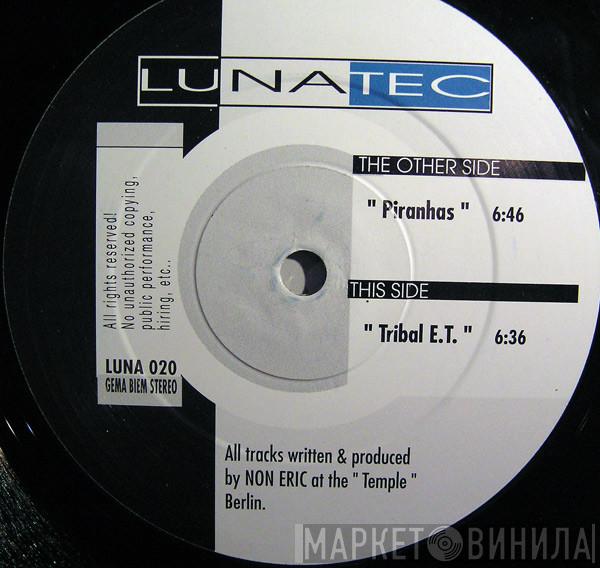 LUNATEC
THE OTHER SIDE
" Piranhas " 6:46
THIS SIDE
" Tribal E.T. " 6:36
All rights reserved!
No unauthorized copying,
public performance,
hiring, etc..
LUNA 020
GEMA BIEM STEREO
All tracks written & produced
by NON ERIC at the " Temple "
Berlin.
МАРКЕТ ВИНИЛА